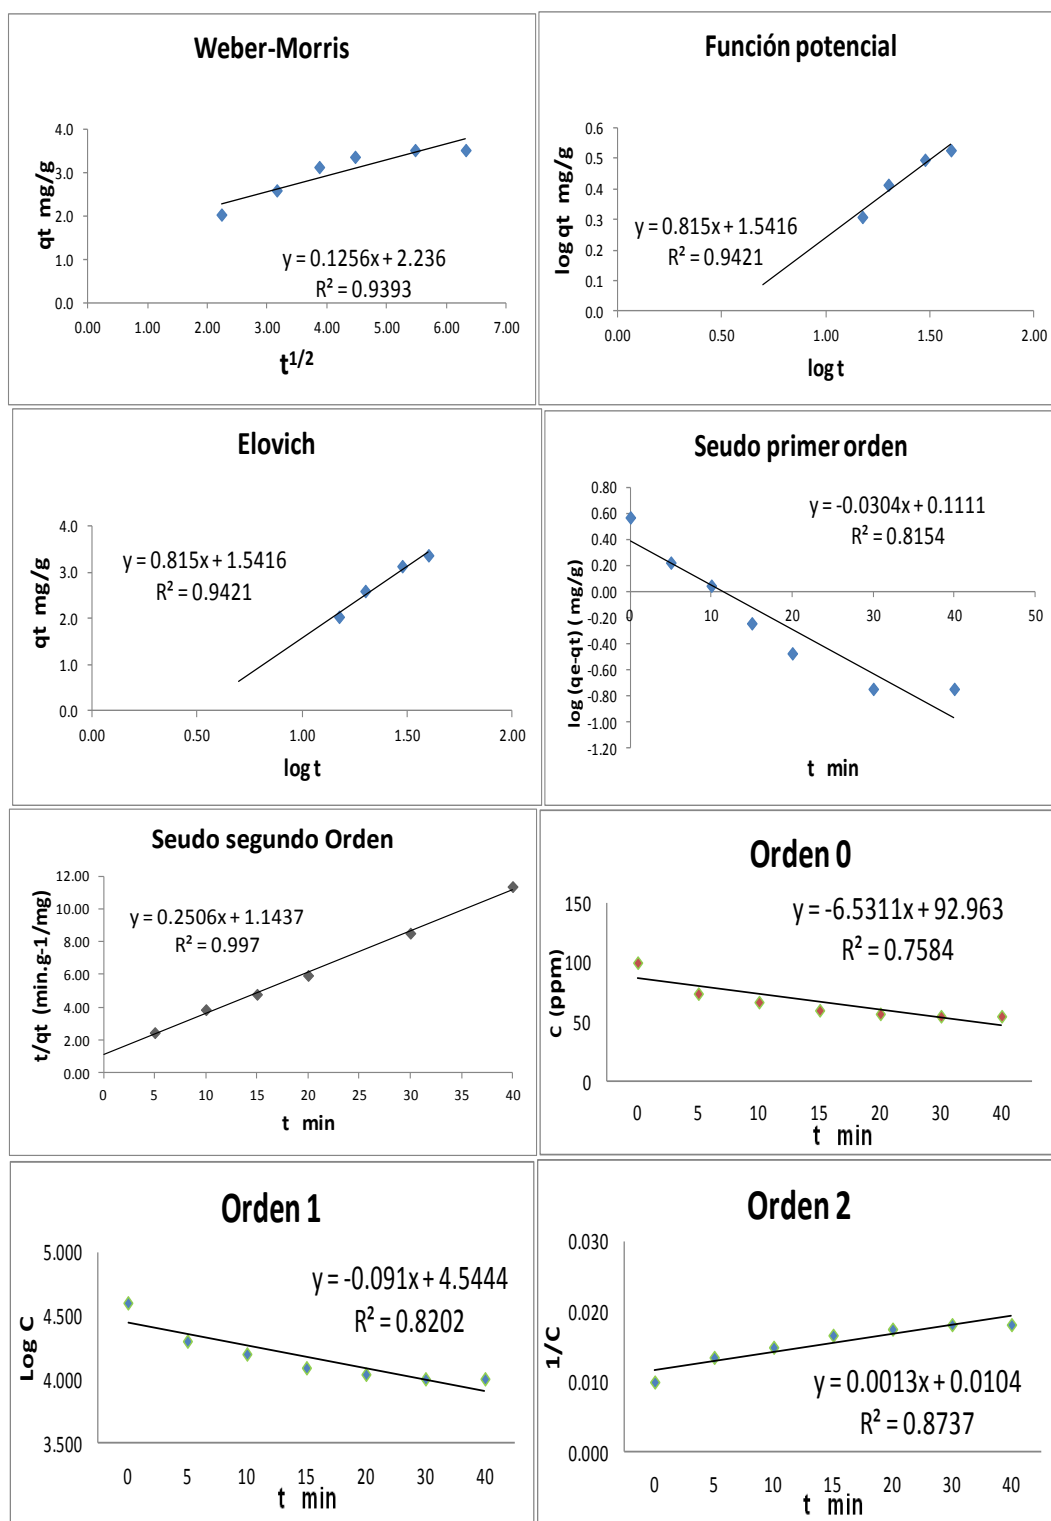 Weber-Morris
qt mg/g
4.0
3.0
2.0
1.0
0.0
y = 0.1256x + 2.236
R² = 0.9393
0.00 2.00 3.00 4.00 5.00 6.00 7.00
t1/2
Función potencial
log qt mg/g
0.6
0.5
0.4
0.3
0.2
0.1
0.0
y = 0.815x + 1.5416
R² = 0.9421
0.00 0.50 1.00 1.50 2.00
log t
Elovich
qt mg/g
4.0
3.0
2.0
1.0
0.0
y = 0.815x + 1.5416
R² = 0.9421
0.00 0.50 1.00 1.50 2.00
log t
Seudo primer orden
log (qe-qt) ( mg/g)
0.80
0.60
0.40
0.20
0.00
-0.20
-0.40
-0.60
-0.80
-1.00
-1.20
y = -0.0304x + 0.1111
R² = 0.8154
0 10 20 30 40 50
t min
Seudo segundo Orden
t/qt (min.g-1/mg)
12.00
10.00
8.00
6.00
4.00
2.00
0.00
y = 0.2506x + 1.1437
R² = 0.997
0 5 10 15 20 25 30 35 40
t min
Orden 0
C (ppm)
150
100
50
0
y = -6.5311x + 92.963
R² = 0.7584
0 5 10 15 20 30 40
t min
Orden 1
Log C
5.000
4.500
4.000
3.500
y = -0.091x + 4.5444
R² = 0.8202
0 5 10 15 20 30 40
t min
Orden 2
1/C
0.030
0.020
0.010
0.000
y = 0.0013x + 0.0104
R² = 0.8737
0 5 10 15 20 30 40
t min